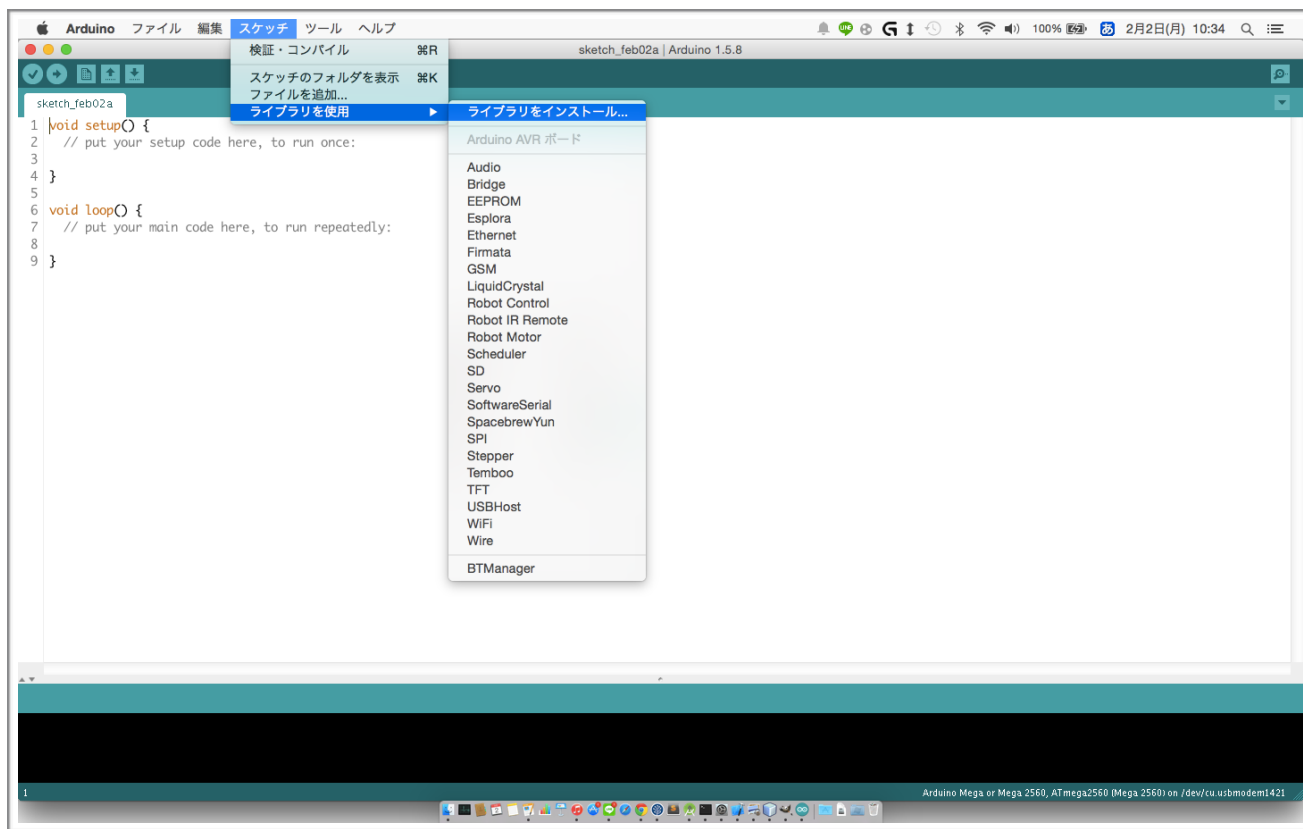 Arduino ファイル 編集 スケッチ ツール ヘルプ 100% あ 2月2日(月) 10:34
sketch_feb02a | Arduino 1.5.8
検証・コンパイル ⌘R
スケッチのフォルダを表示 ⌘K
ファイルを追加...
ライブラリを使用 ▶
sketch_feb02a
ライブラリをインストール...
Arduino AVR ボード
Audio
Bridge
EEPROM
Esplora
Ethernet
Firmata
GSM
LiquidCrystal
Robot Control
Robot IR Remote
Robot Motor
Scheduler
SD
Servo
SoftwareSerial
SpacebrewYun
SPI
Stepper
Temboo
TFT
USBHost
WiFi
Wire
BTManager
1 void setup() {
2 // put your setup code here, to run once:
3
4 }
5
6 void loop() {
7 // put your main code here, to run repeatedly:
8
9 }
1
Arduino Mega or Mega 2560, ATmega2560 (Mega 2560) on /dev/cu.usbmodem1421